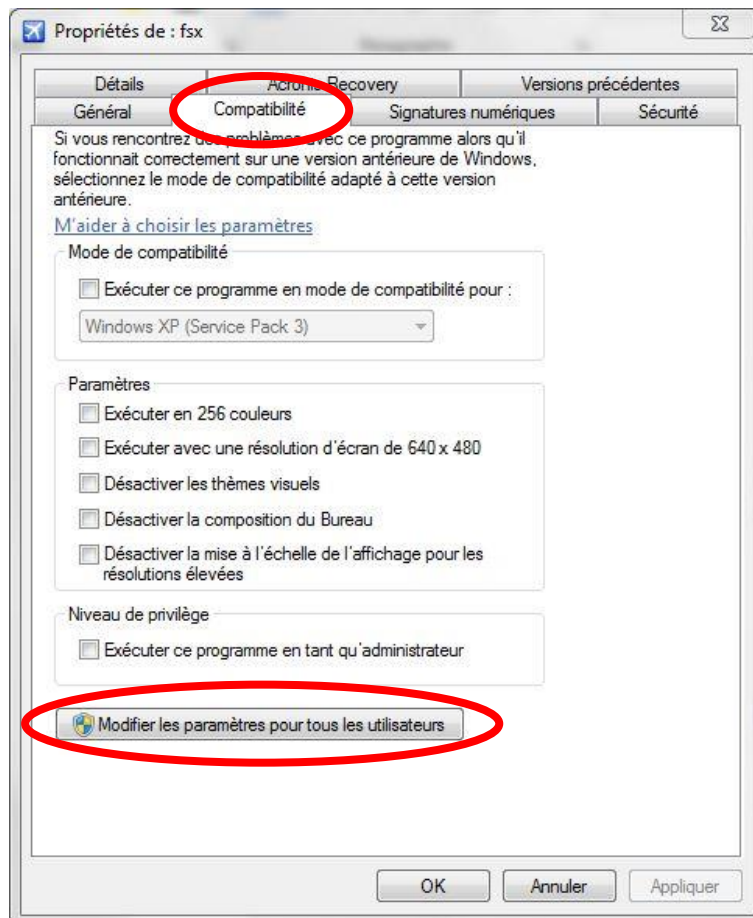 Propriétés de : fsx
Détails
Acronis Recovery
Versions précédentes
Général
Compatibilité
Signatures numériques
Sécurité
Si vous rencontrez des problèmes avec ce programme alors qu'il
fonctionnait correctement sur une version antérieure de Windows,
sélectionnez le mode de compatibilité adapté à cette version
antérieure.
M'aider à choisir les paramètres
Mode de compatibilité
Exécuter ce programme en mode de compatibilité pour :
Windows XP (Service Pack 3)
Paramètres
Exécuter en 256 couleurs
Exécuter avec une résolution d'écran de 640 x 480
Désactiver les thèmes visuels
Désactiver la composition du Bureau
Désactiver la mise à l'échelle de l'affichage pour les
résolutions élevées
Niveau de privilège
Exécuter ce programme en tant qu'administrateur
Modifier les paramètres pour tous les utilisateurs
OK
Annuler
Appliquer